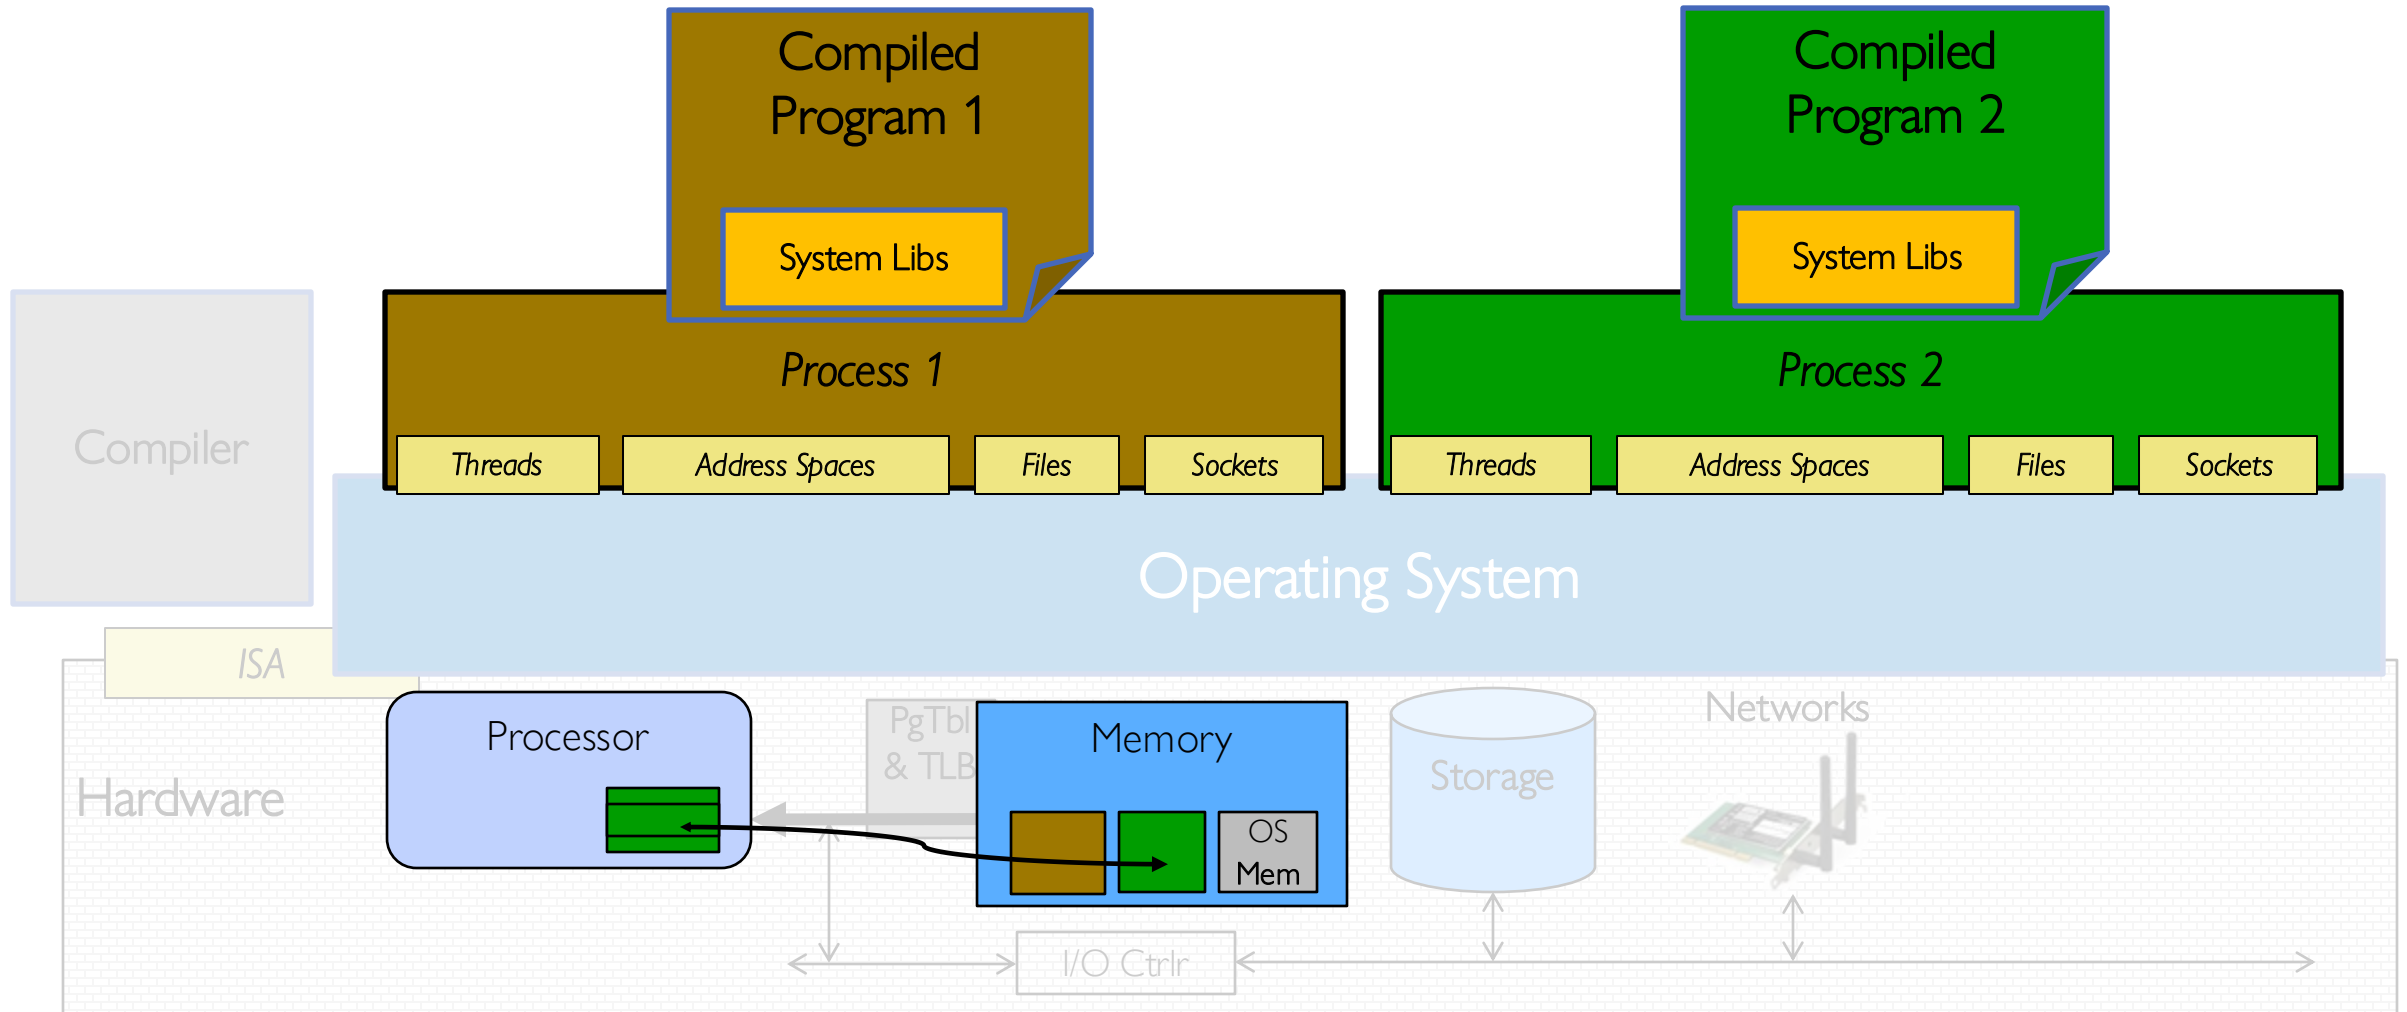 Compiled
Program 1
System Libs
Compiled
Program 2
System Libs
Process 1
Process 2
Compiler
Threads
Address Spaces
Files
Sockets
Threads
Address Spaces
Files
Sockets
Operating System
ISA
Hardware
Processor
PgTbl
& TLB
Memory
OS
Mem
Storage
Networks
I/O Ctrlr